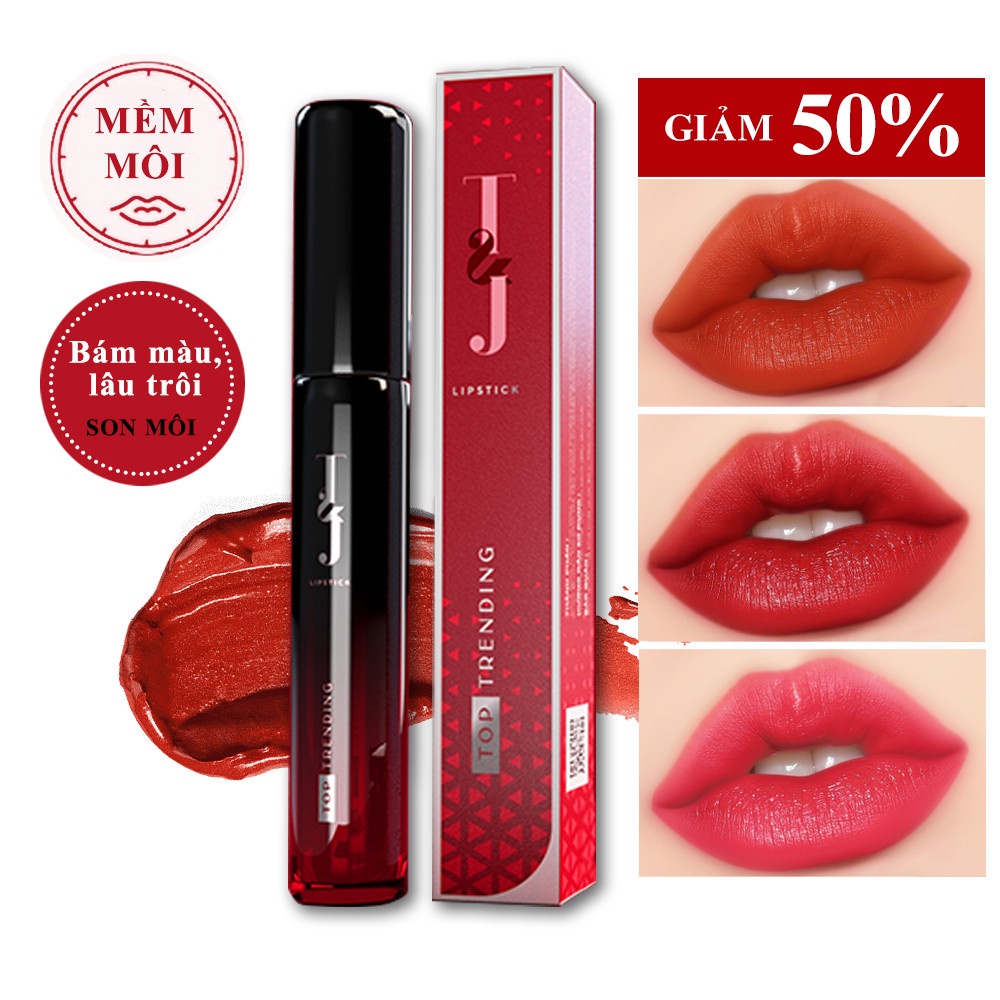 MỀM
MÔI
Bám màu,
lâu trôi
SON MÔI
J
&
J
LIPSTICK
TOP TRENDING
J
&
J
LIPSTICK
TOP TRENDING
GIẢM 50%